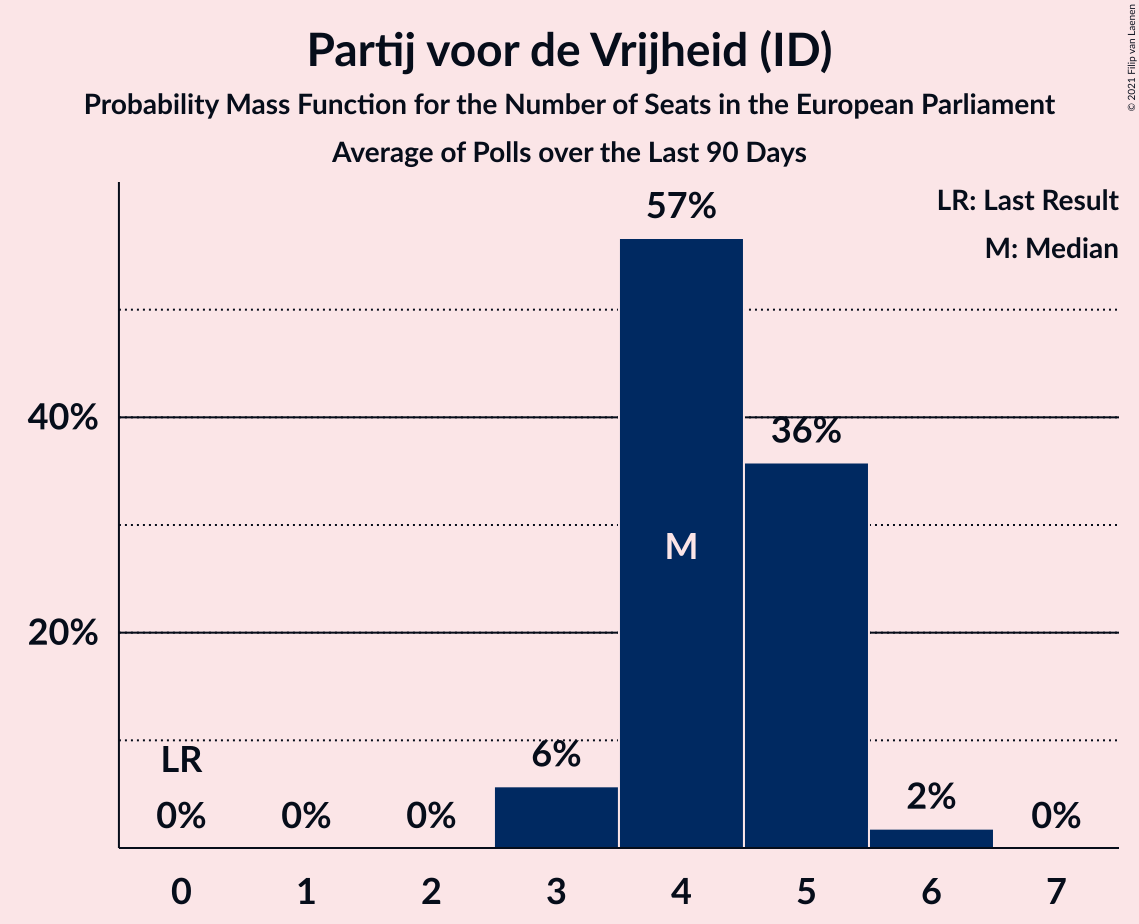 Partij voor de Vrijheid (ID)
Probability Mass Function for the Number of Seats in the European Parliament
Average of Polls over the Last 90 Days
© 2021 Filip van Laenen
LR: Last Result
M: Median
57%
40%
36%
M
20%
LR
6%
0% 0% 0% 2% 0%
0 1 2 3 4 5 6 7